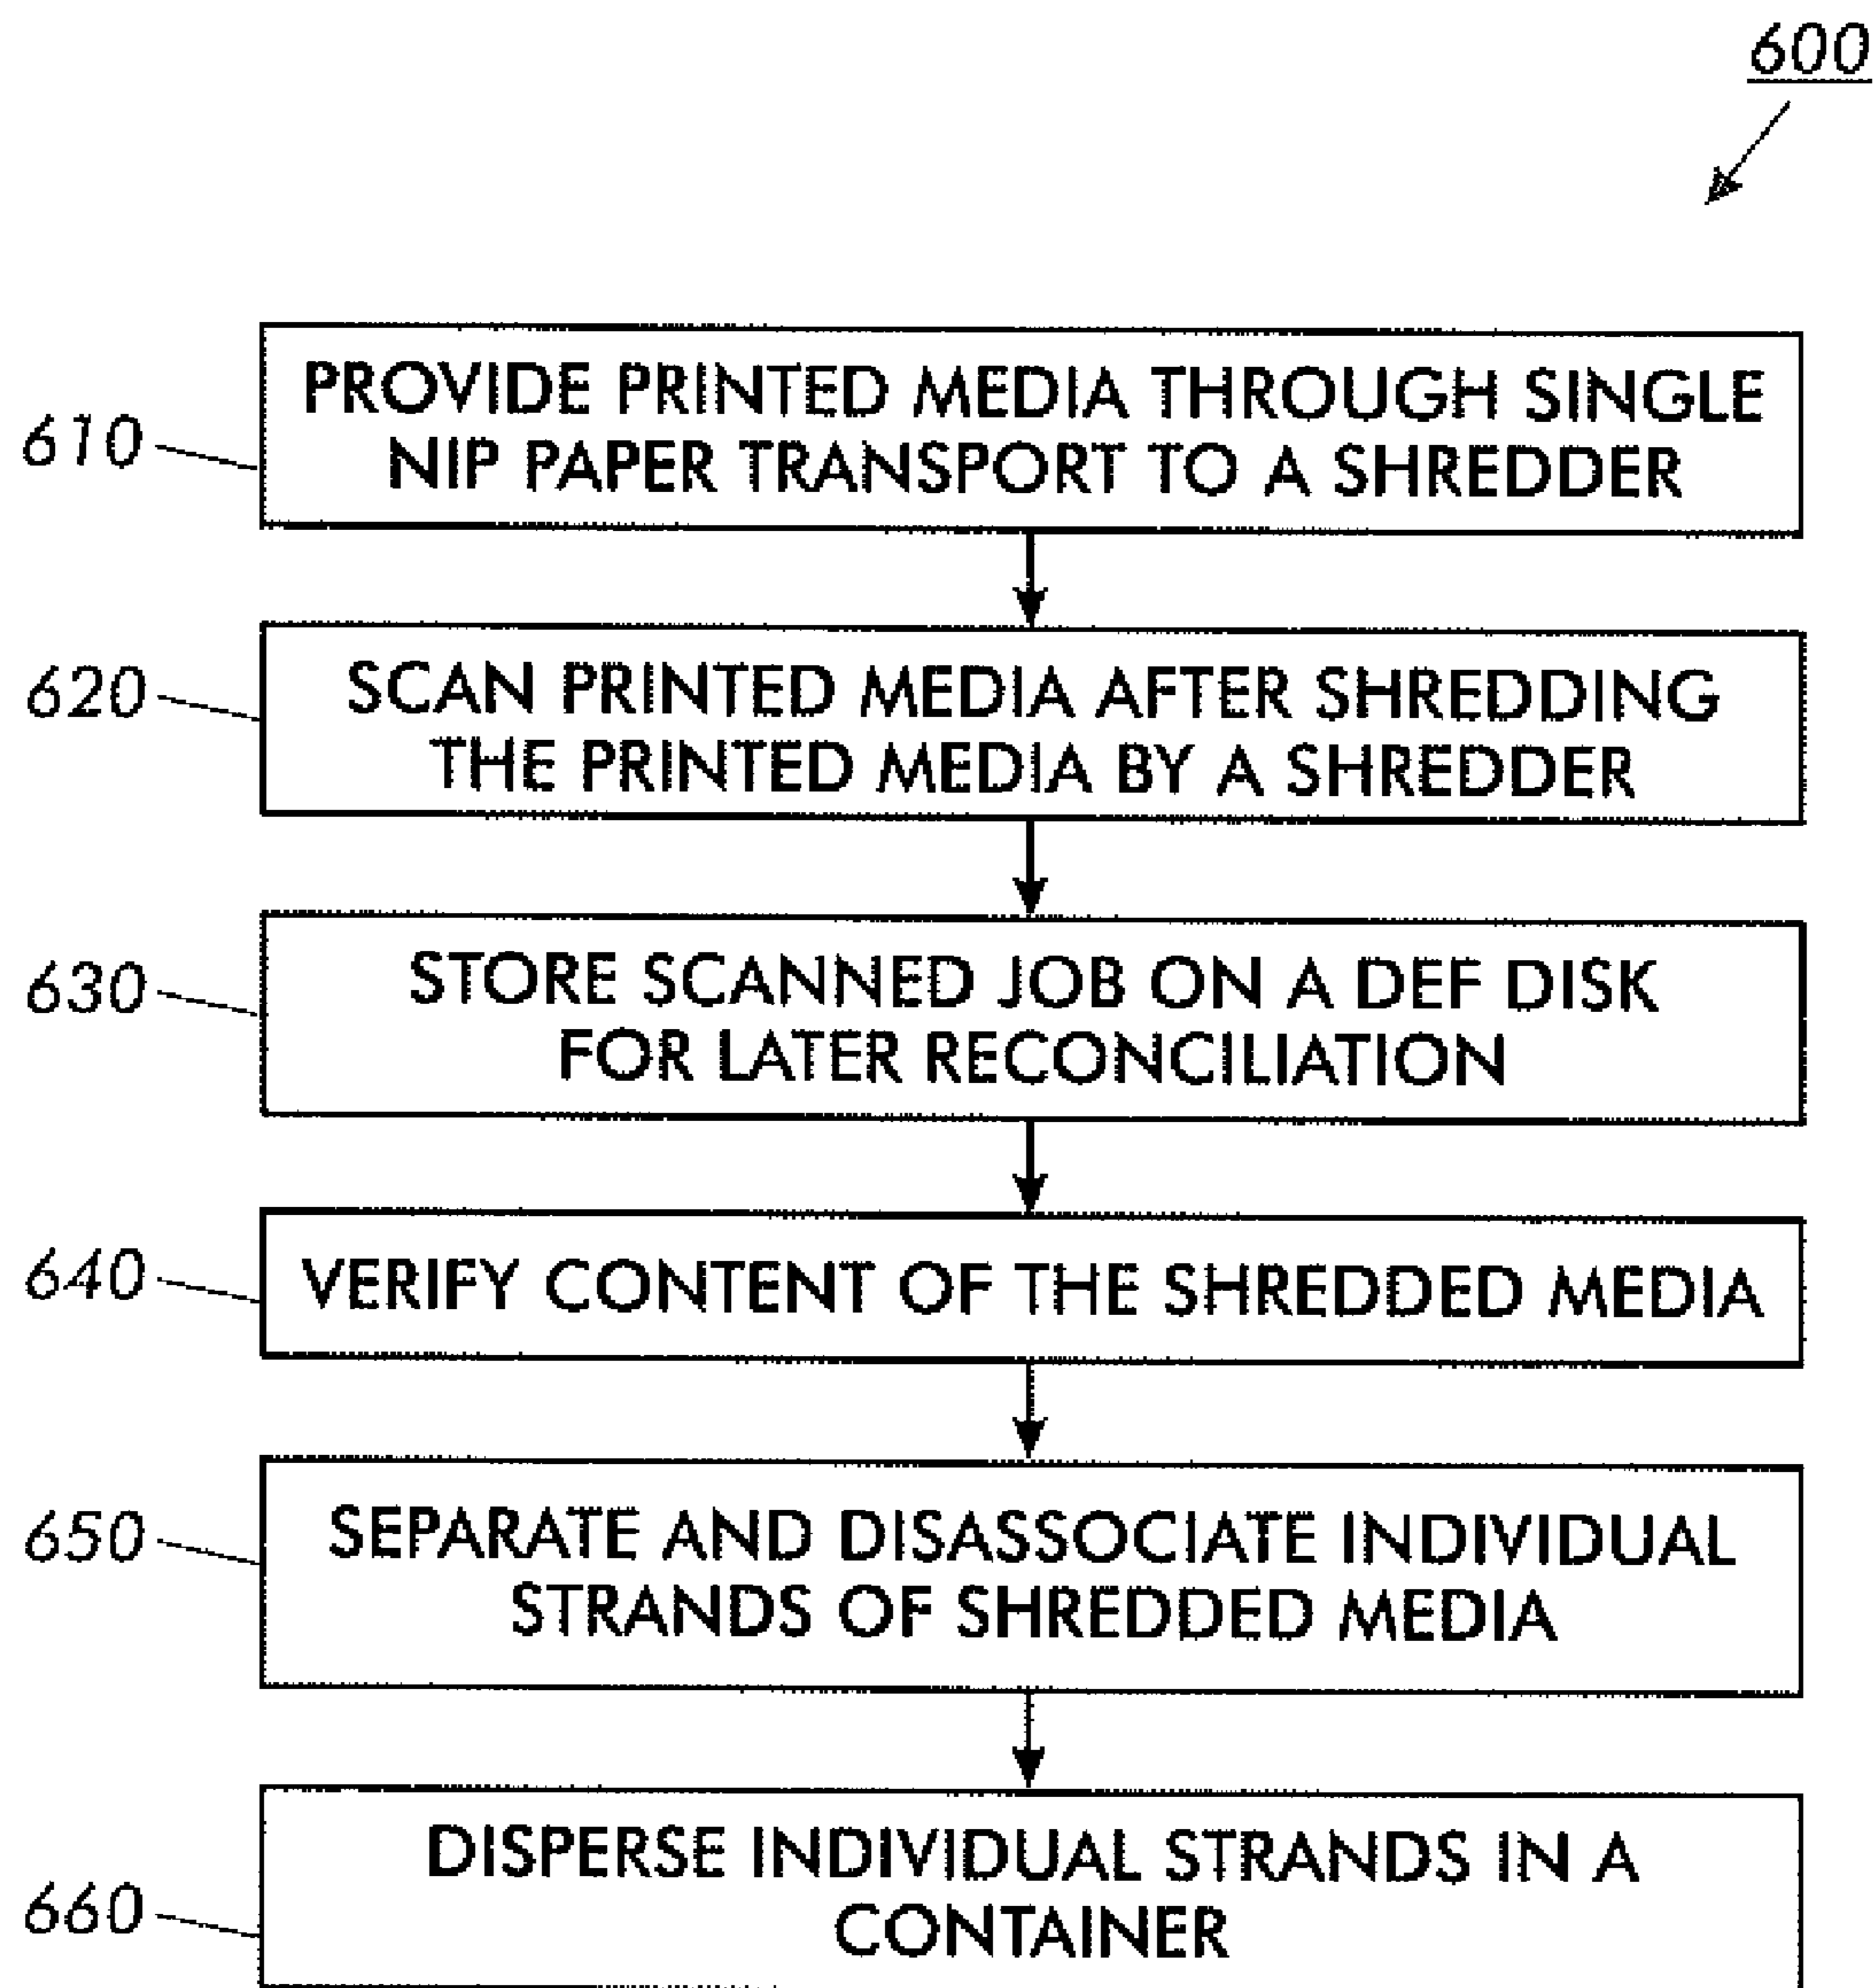 600
610
PROVIDE PRINTED MEDIA THROUGH SINGLE
NIP PAPER TRANSPORT TO A SHREDDER
620
SCAN PRINTED MEDIA AFTER SHREDDING
THE PRINTED MEDIA BY A SHREDDER
630
STORE SCANNED JOB ON A DEF DISK
FOR LATER RECONCILIATION
640
VERIFY CONTENT OF THE SHREDDED MEDIA
650
SEPARATE AND DISASSOCIATE INDIVIDUAL
STRANDS OF SHREDDED MEDIA
660
DISPERSE INDIVIDUAL STRANDS IN A
CONTAINER